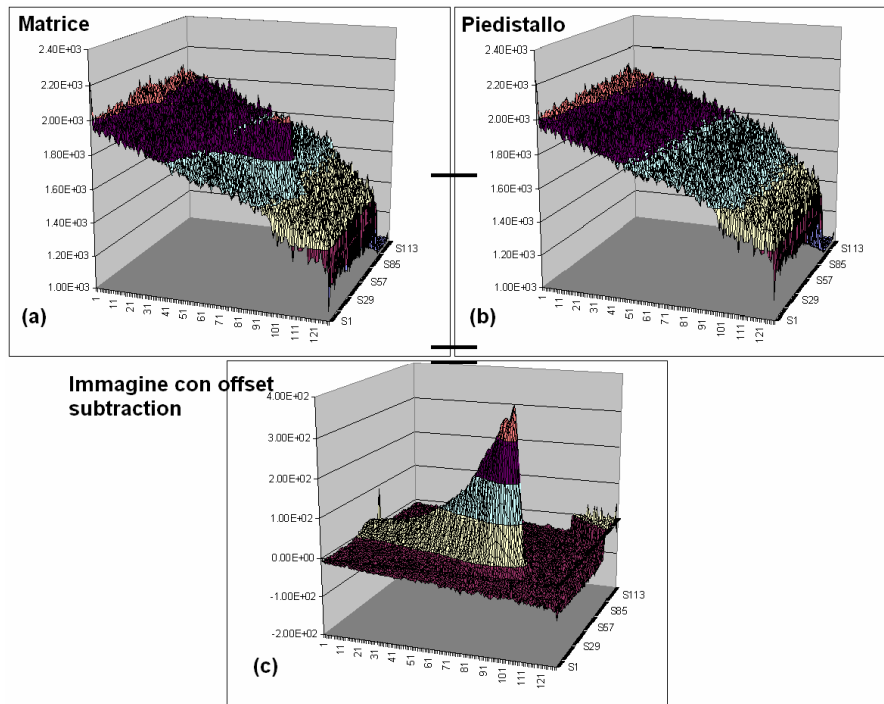 Matrice
2.40E+03
2.20E+03
2.00E+03
1.80E+03
1.60E+03
1.40E+03
1.20E+03
1.00E+03
1 11 21 31 41 51 61 71 81 91 101 111 121
S1 S29 S57 S85 S113
(a)
Piedistallo
2.40E+03
2.20E+03
2.00E+03
1.80E+03
1.60E+03
1.40E+03
1.20E+03
1.00E+03
1 11 21 31 41 51 61 71 81 91 101 111 121
S1 S29 S57 S85 S113
(b)
Immagine con offset
subtraction
4.00E+02
3.00E+02
2.00E+02
1.00E+02
0.00E+00
-1.00E+02
-2.00E+02
1 11 21 31 41 51 61 71 81 91 101 111 121
S1 S29 S57 S85 S113
(c)